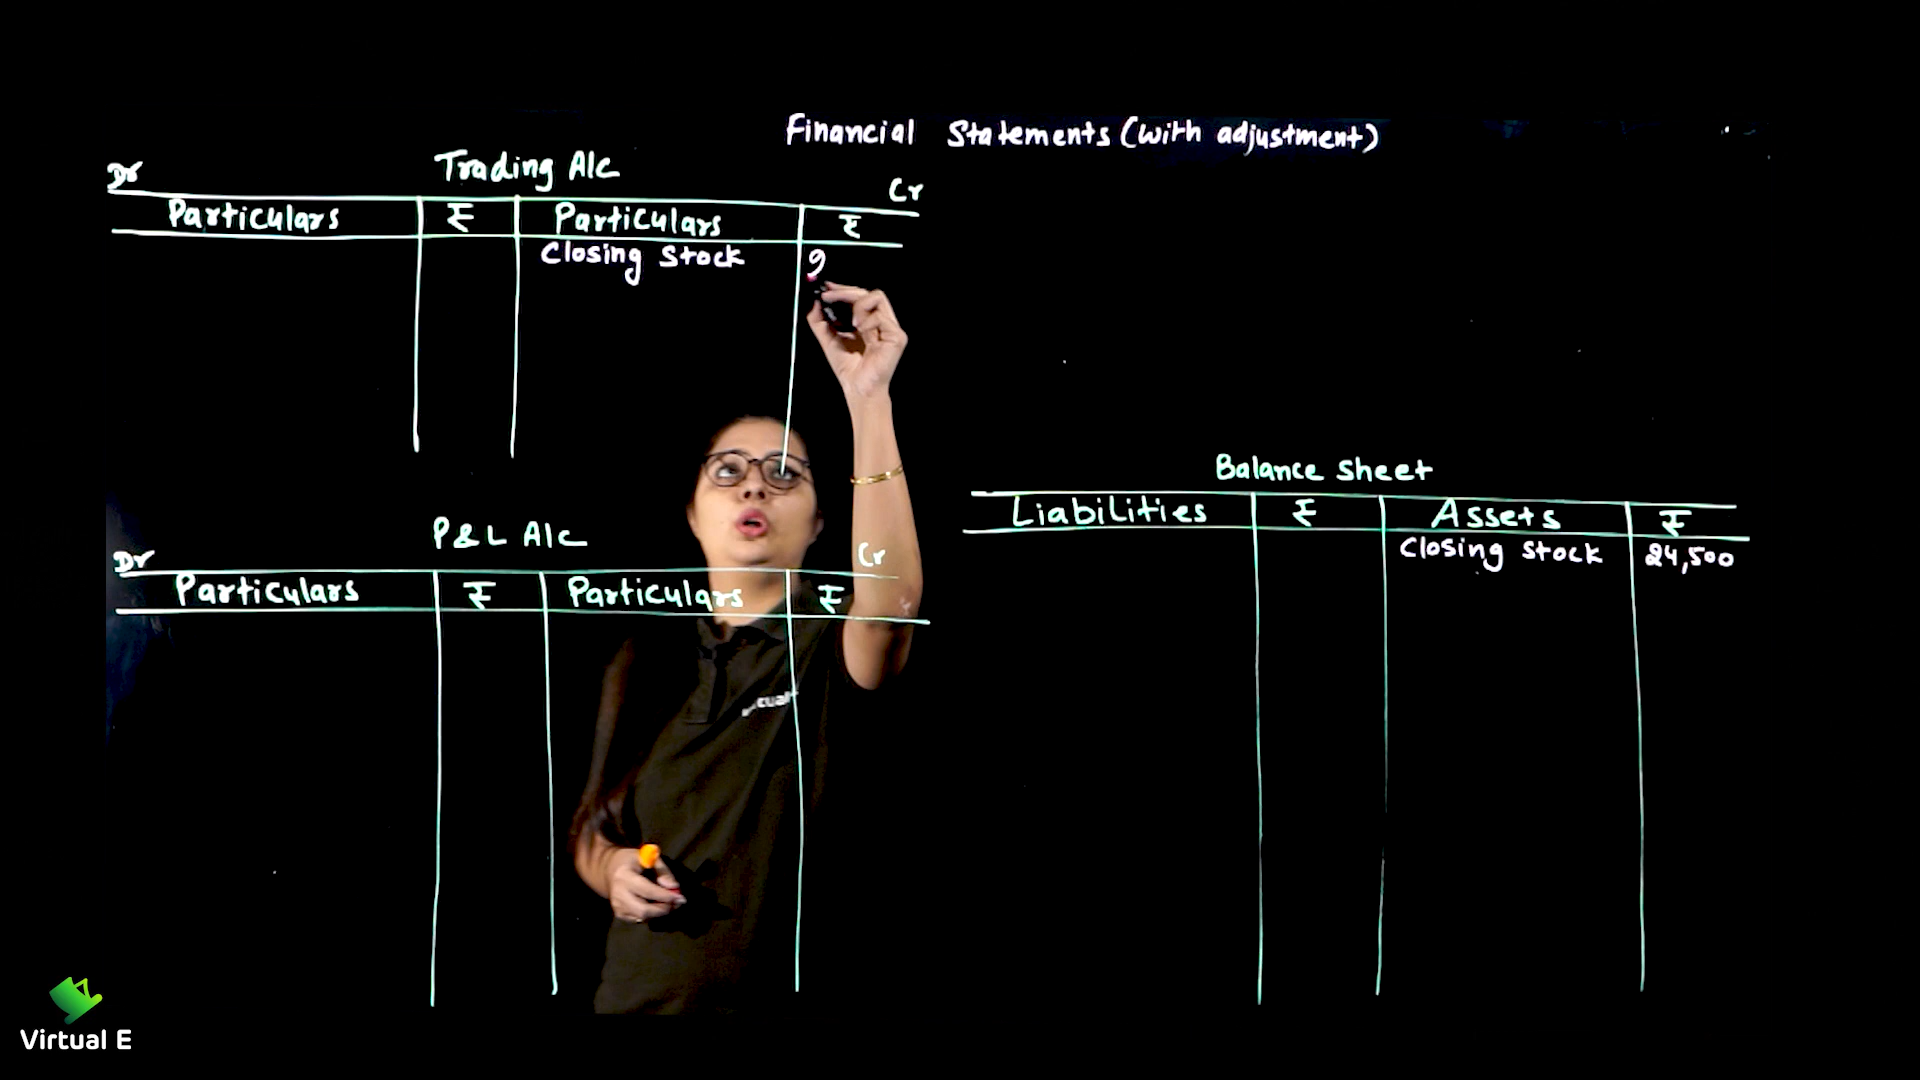 Financial Statements (with adjustment)
Trading A/c
Dr
Cr
Particulars ₹ Particulars ₹
Closing Stock 2
P & L A/c
Dr
Cr
Particulars ₹ Particulars ₹
Balance Sheet
Liabilities ₹ Assets ₹
Closing Stock 24,500
Virtual E